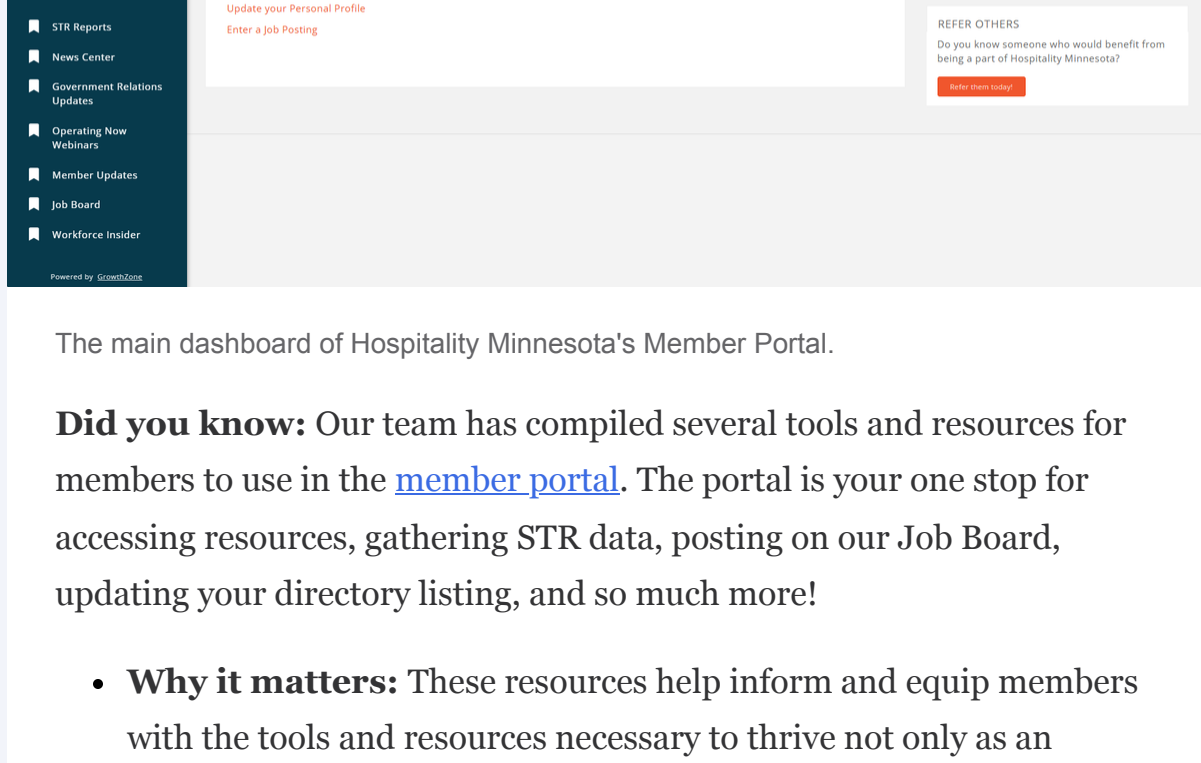 STR Reports
News Center
Government Relations
Updates
Operating Now
Webinars
Member Updates
Job Board
Workforce Insider
Powered by GrowthZone
Update your Personal Profile
Enter a Job Posting
REFER OTHERS
Do you know someone who would benefit from
being a part of Hospitality Minnesota?
Refer them today!
The main dashboard of Hospitality Minnesota's Member Portal.
Did you know: Our team has compiled several tools and resources for
members to use in the member portal. The portal is your one stop for
accessing resources, gathering STR data, posting on our Job Board,
updating your directory listing, and so much more!
• Why it matters: These resources help inform and equip members
with the tools and resources necessary to thrive not only as an